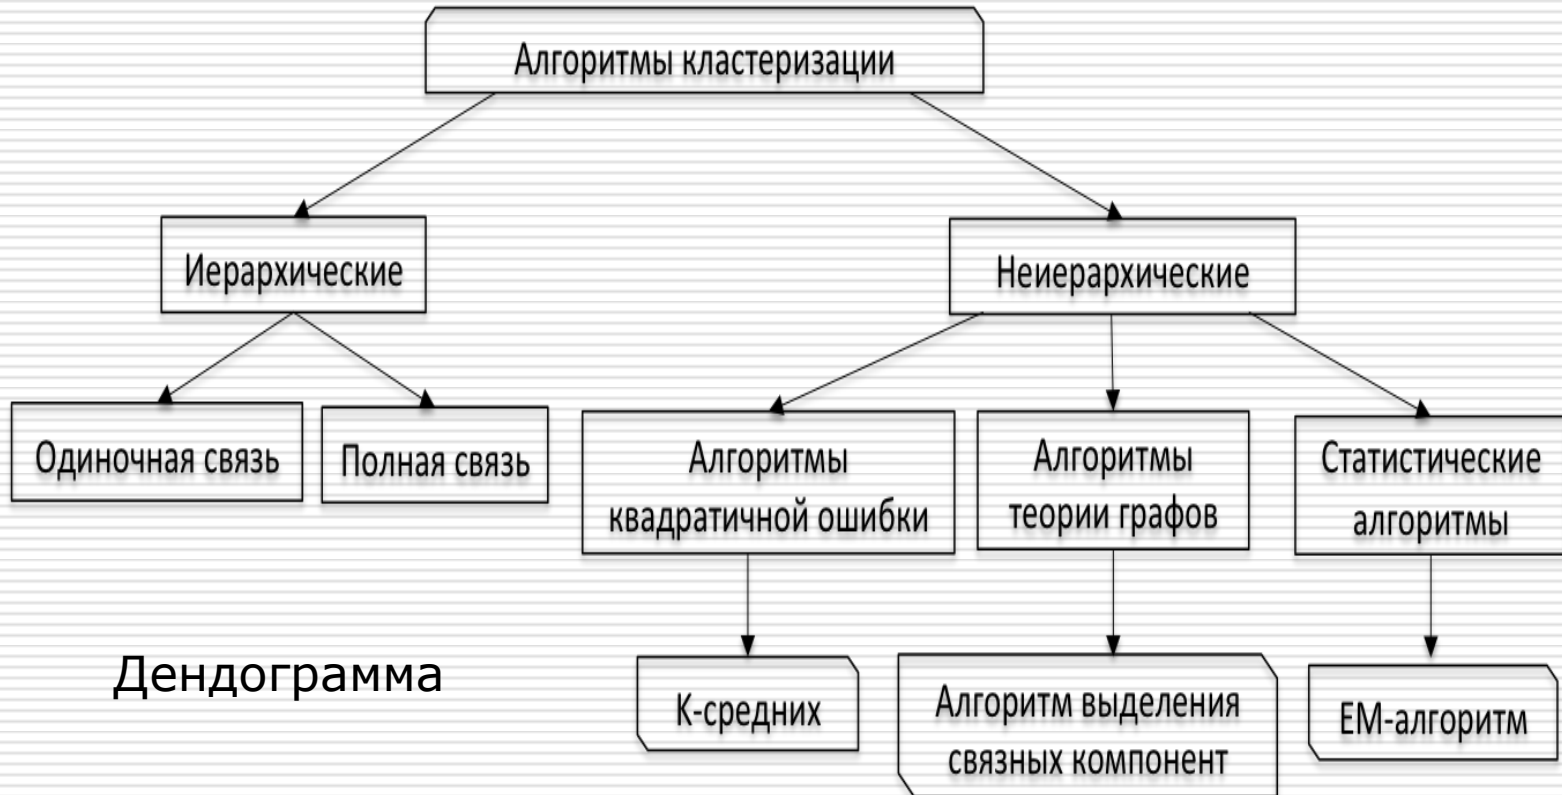 Алгоритмы кластеризации
Иерархические
Неиерархические
Одиночная связь
Полная связь
Алгоритмы
квадратичной ошибки
Алгоритмы
теории графов
Статистические
алгоритмы
Дендограмма
К-средних
Алгоритм выделения
связных компонент
ЕМ-алгоритм